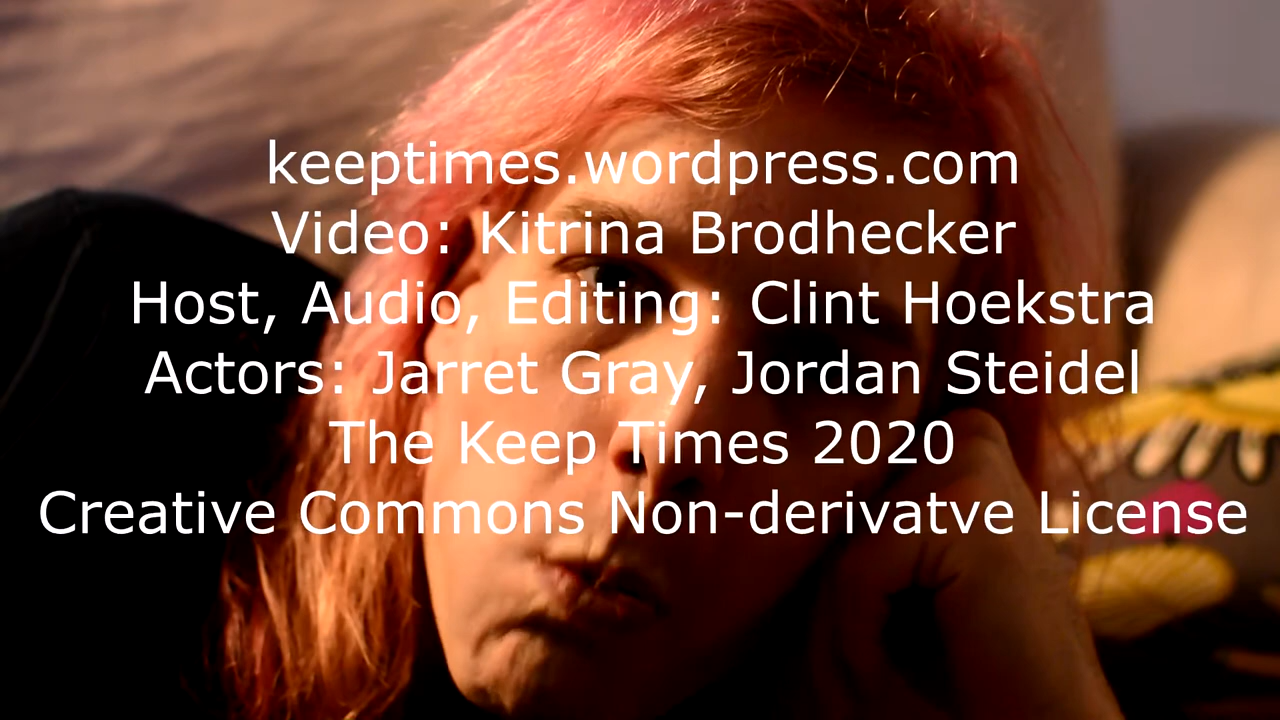 keeptimes.wordpress.com
Video: Kitrina Brodhecker
Host, Audio, Editing: Clint Hoekstra
Actors: Jarret Gray, Jordan Steidel
The Keep Times 2020
Creative Commons Non-derivatve License